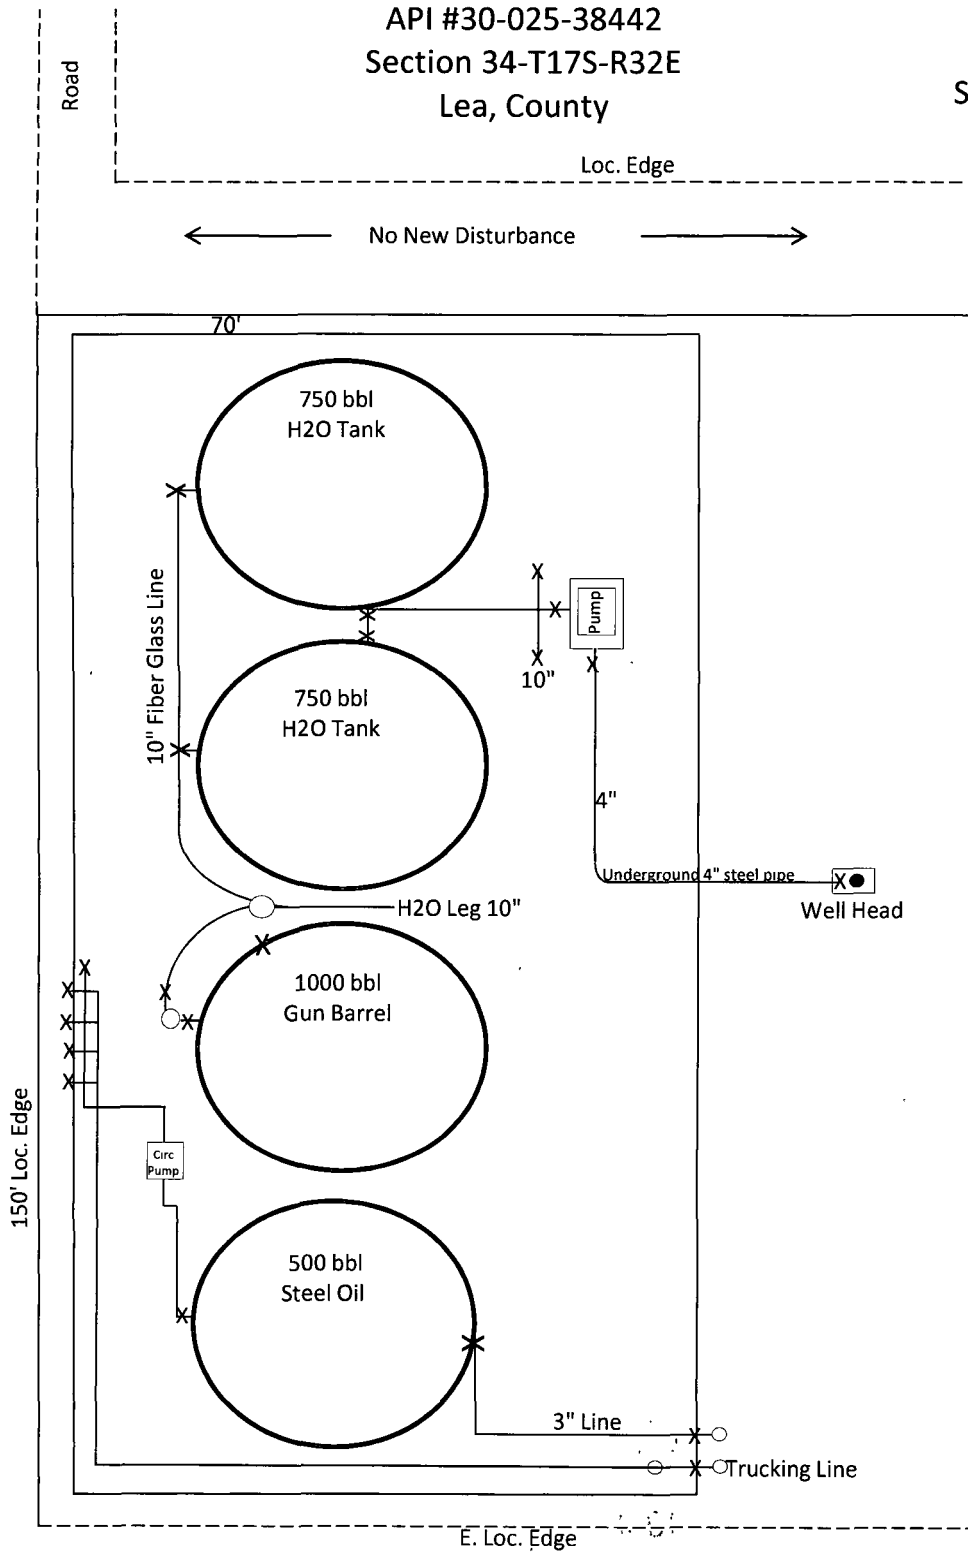 API #30-025-38442
Section 34-T17S-R32E
Lea, County
S
Road
Loc. Edge
No New Disturbance
70'
750 bbl
H2O Tank
10" Fiber Glass Line
Pump
10"
750 bbl
H2O Tank
4"
Underground 4" steel pipe
Well Head
H2O Leg 10"
1000 bbl
Gun Barrel
150' Loc. Edge
Circ
Pump
500 bbl
Steel Oil
3" Line
Trucking Line
E. Loc. Edge